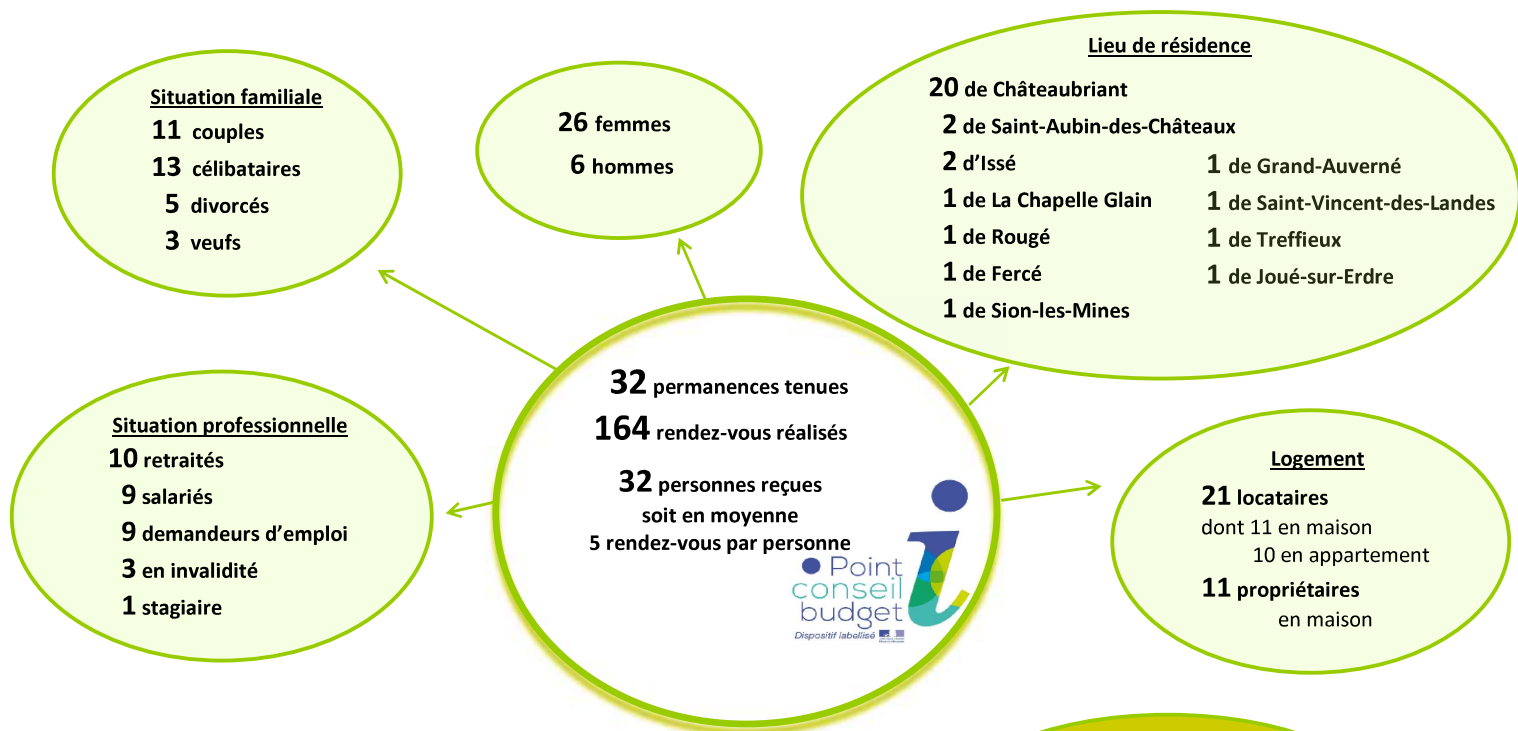 Situation familiale
11 couples
13 célibataires
5 divorcés
3 veufs
26 femmes
6 hommes
Lieu de résidence
20 de Châteaubriant
2 de Saint-Aubin-des-Châteaux
2 d'Issé
1 de La Chapelle Glain
1 de Rougé
1 de Fercé
1 de Sion-les-Mines
1 de Grand-Auverné
1 de Saint-Vincent-des-Landes
1 de Treffieux
1 de Joué-sur-Erdre
Situation professionnelle
10 retraités
9 salariés
9 demandeurs d'emploi
3 en invalidité
1 stagiaire
32 permanences tenues
164 rendez-vous réalisés
32 personnes reçues
soit en moyenne
5 rendez-vous par personne
Point
conseil
budget
Dispositif labellisé
Logement
21 locataires
dont 11 en maison
10 en appartement
11 propriétaires
en maison